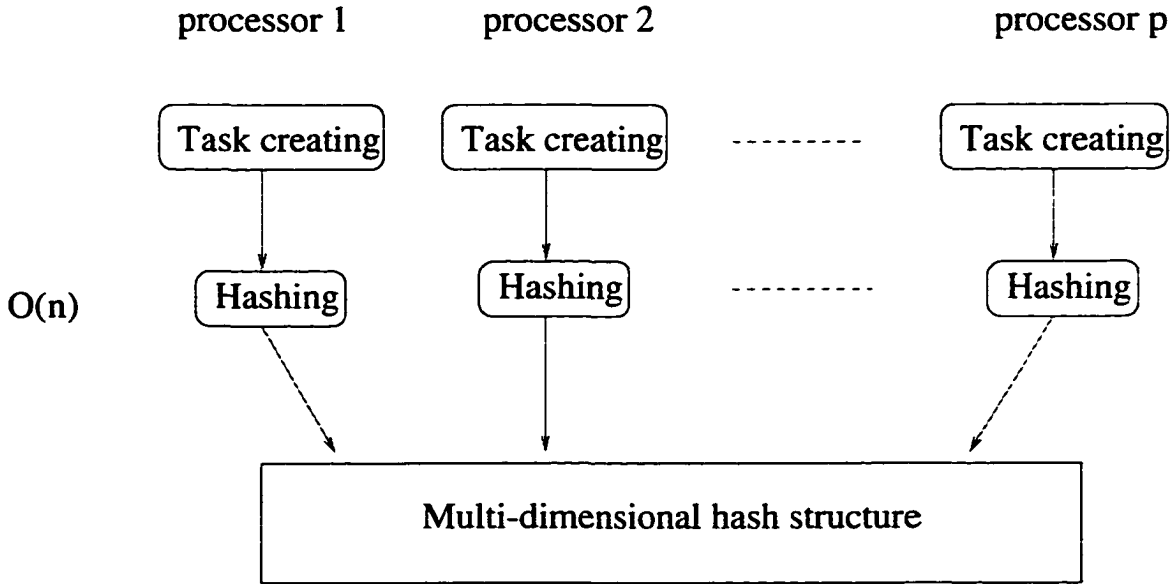 processor 1 processor 2 processor p
Task creating Task creating Task creating
Hashing Hashing Hashing
O(n)
Multi-dimensional hash structure